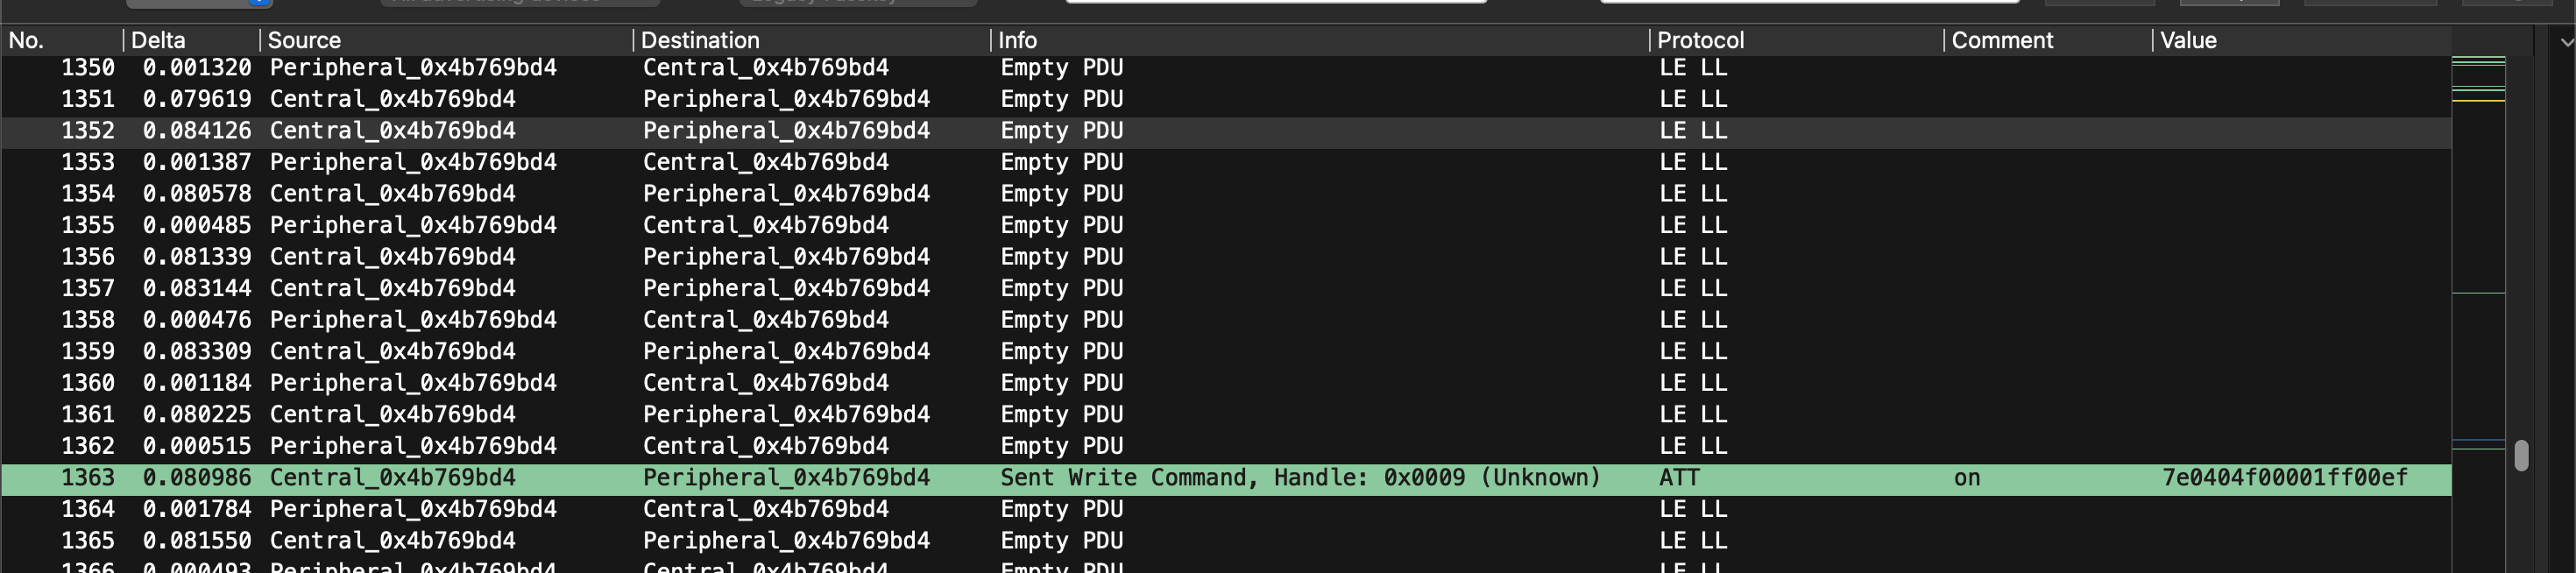 No. Delta Source Destination Info Protocol Comment Value
1350 0.001320 Peripheral_0x4b769bd4 Central_0x4b769bd4 Empty PDU LE LL
1351 0.079619 Central_0x4b769bd4 Peripheral_0x4b769bd4 Empty PDU LE LL
1352 0.084126 Central_0x4b769bd4 Peripheral_0x4b769bd4 Empty PDU LE LL
1353 0.001387 Peripheral_0x4b769bd4 Central_0x4b769bd4 Empty PDU LE LL
1354 0.080578 Central_0x4b769bd4 Peripheral_0x4b769bd4 Empty PDU LE LL
1355 0.000485 Peripheral_0x4b769bd4 Central_0x4b769bd4 Empty PDU LE LL
1356 0.081339 Central_0x4b769bd4 Peripheral_0x4b769bd4 Empty PDU LE LL
1357 0.083144 Central_0x4b769bd4 Peripheral_0x4b769bd4 Empty PDU LE LL
1358 0.000476 Peripheral_0x4b769bd4 Central_0x4b769bd4 Empty PDU LE LL
1359 0.083309 Central_0x4b769bd4 Peripheral_0x4b769bd4 Empty PDU LE LL
1360 0.001184 Peripheral_0x4b769bd4 Central_0x4b769bd4 Empty PDU LE LL
1361 0.080225 Central_0x4b769bd4 Peripheral_0x4b769bd4 Empty PDU LE LL
1362 0.000515 Peripheral_0x4b769bd4 Central_0x4b769bd4 Empty PDU LE LL
1363 0.080986 Central_0x4b769bd4 Peripheral_0x4b769bd4 Sent Write Command, Handle: 0x0009 (Unknown) ATT on 7e0404f00001ff00ef
1364 0.001784 Peripheral_0x4b769bd4 Central_0x4b769bd4 Empty PDU LE LL
1365 0.081550 Central_0x4b769bd4 Peripheral_0x4b769bd4 Empty PDU LE LL
1366 0.000493 Peripheral_0x4b769bd4 Central_0x4b769bd4 Empty PDU LE LL